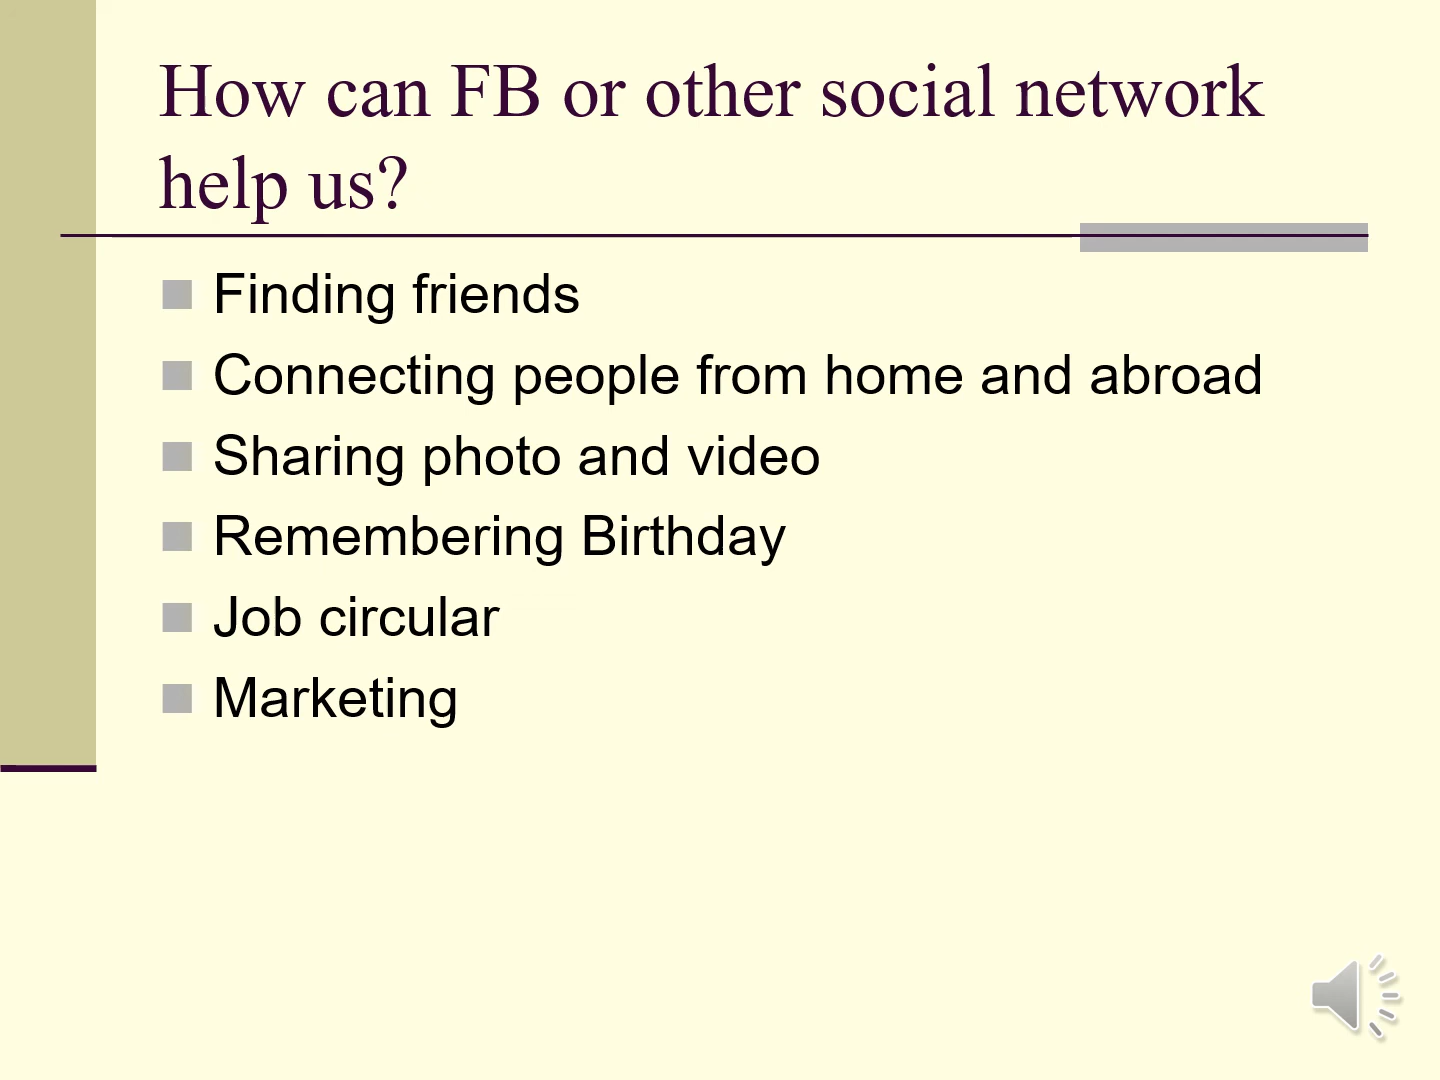 How can FB or other social network
help us?
Finding friends
Connecting people from home and abroad
Sharing photo and video
Remembering Birthday
Job circular
Marketing